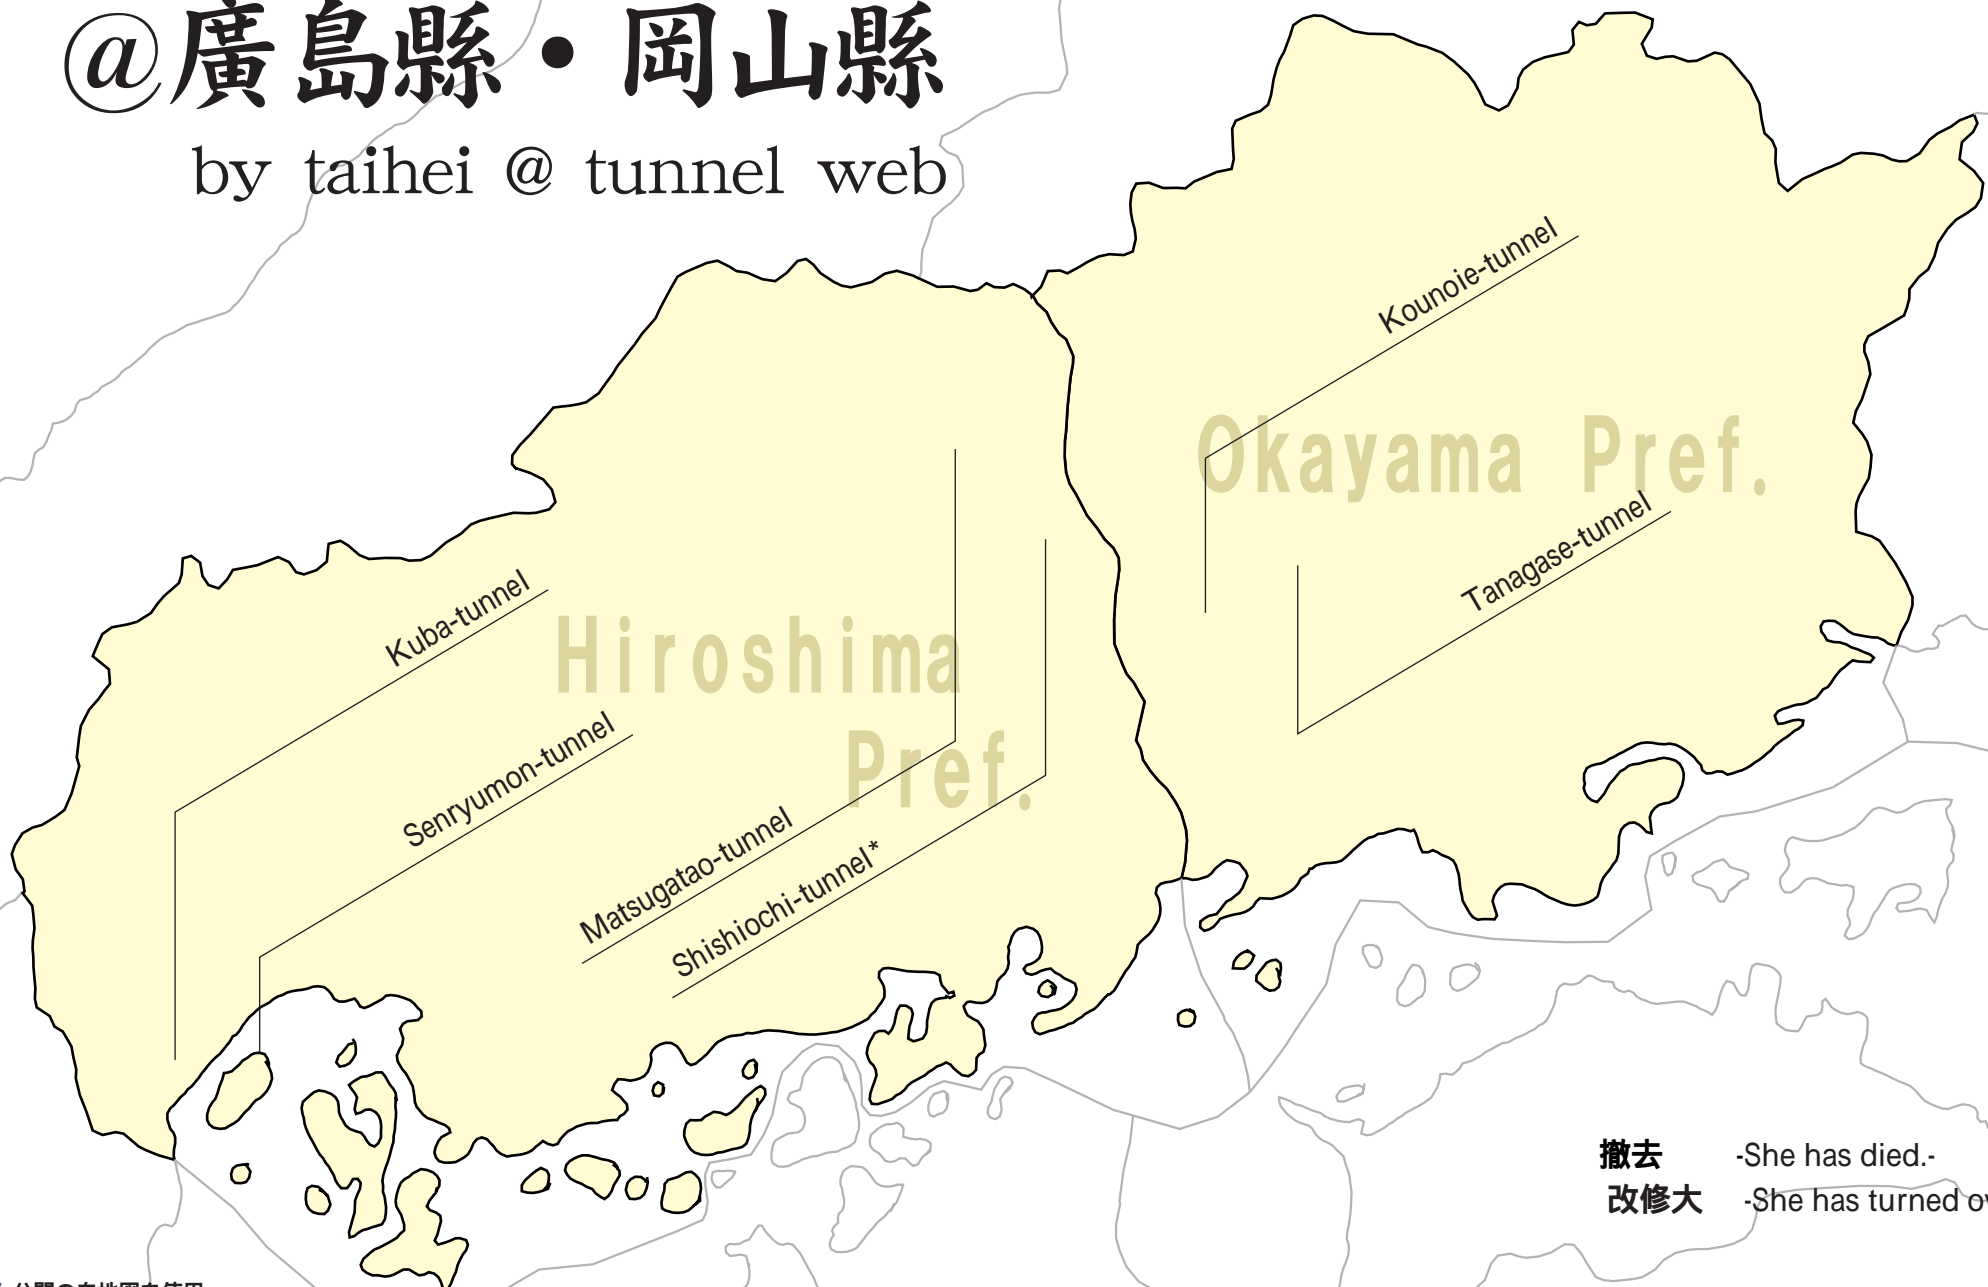 @廣島縣・岡山縣
by taihei @ tunnel web
Kounoie-tunnel
Okayama Pref.
Tanagase-tunnel
Kuba-tunnel
Hiroshima
Pref.
Senryumon-tunnel
Matsugatao-tunnel
Shishiochi-tunnel*
撤去 -She has died.-
改修大 -She has turned